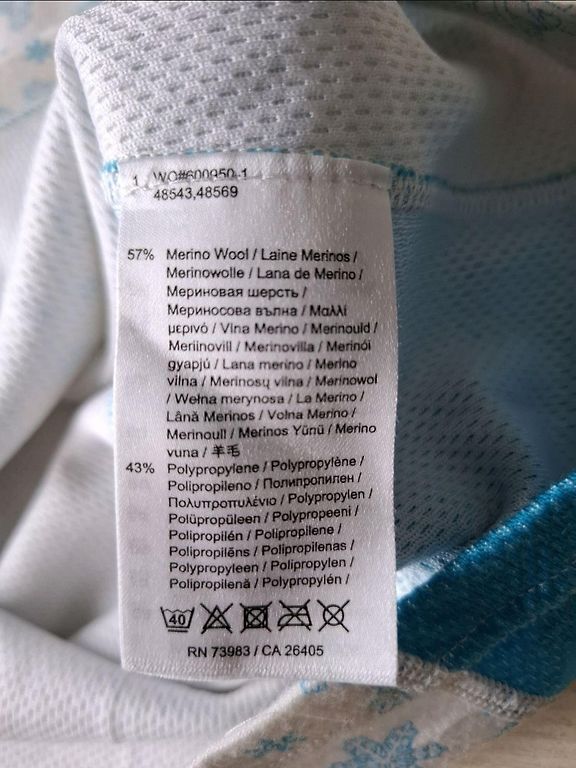 1 WO#600950-1
48543,48569
57% Merino Wool / Laine Merinos /
Merinowolle / Lana de Merino /
Мериновая шерсть /
Мериносова вълна / Μαλλί
μερινό / Vlna Merino / Merinould /
Meriinovill / Merinovilla / Merinói
gyapjú / Lana merino / Merino
vilna / Merinosų vilna / Merinowol
/ Wełna merynosa / La Merino /
Lână Merinos / Volna Merino /
Merinoull / Merinos Yünü / Merino
vuna / 羊毛
43% Polypropylene / Polypropylène /
Polipropileno / Полипропилен /
Πολυπροπυλένιο / Polypropylen /
Polüpropüleen / Polypropeeni /
Polipropilén / Polipropilene /
Polipropilēns / Polipropilenas /
Polypropyleen / Polipropylen /
Polipropilenă / Polypropylén /
40
RN 73983 / CA 26405